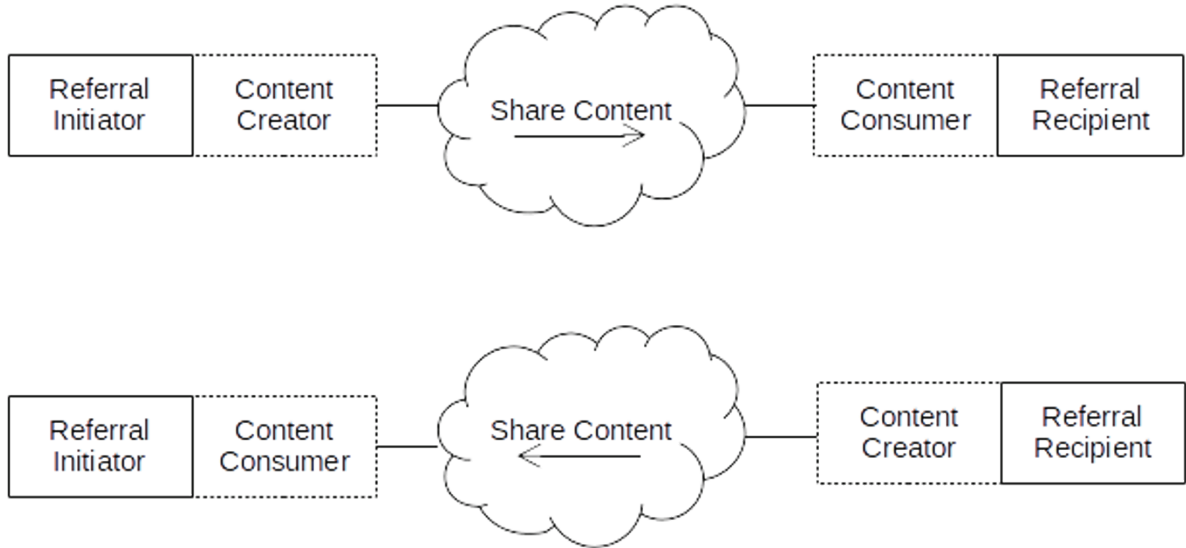 Referral
Initiator
Content
Creator
Share Content
Content
Consumer
Referral
Recipient
Referral
Initiator
Content
Consumer
Share Content
Content
Creator
Referral
Recipient